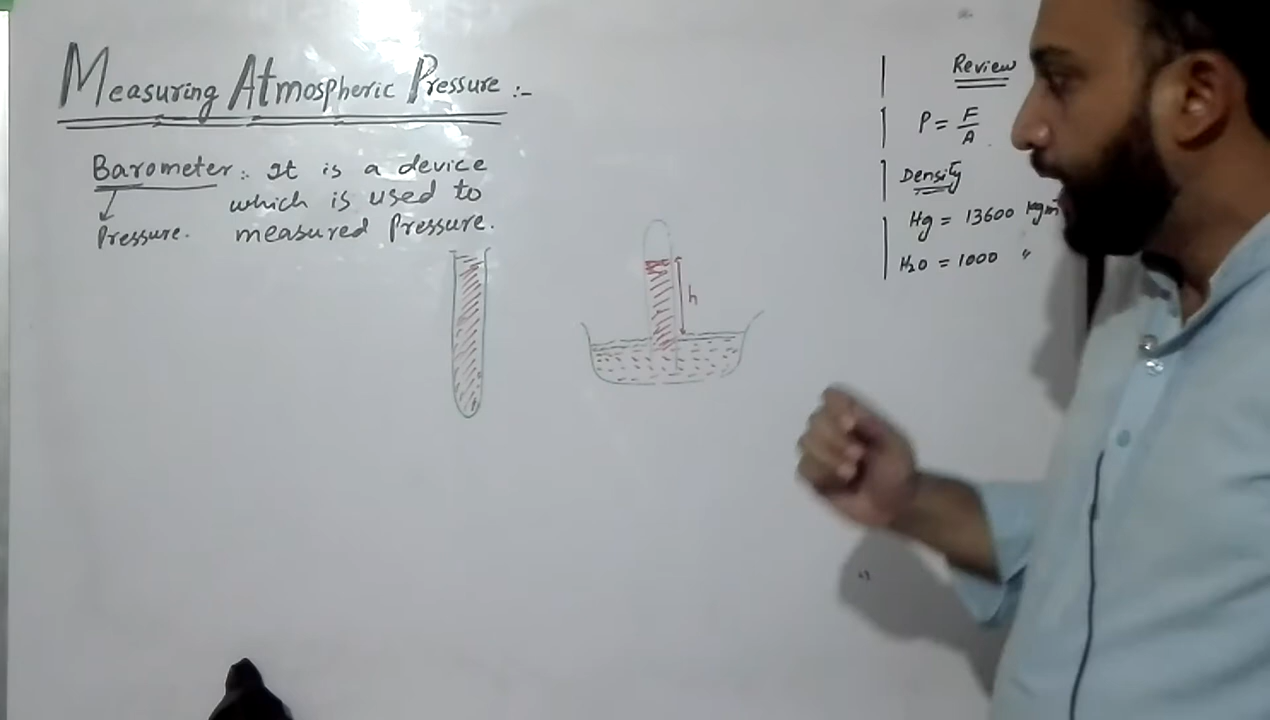 Measuring Atmospheric Pressure :-
Barometer :. It is a device
which is used to
Pressure. measured Pressure.
h
Review
P = F/A
Density
Hg = 13600
H2O = 1000 "